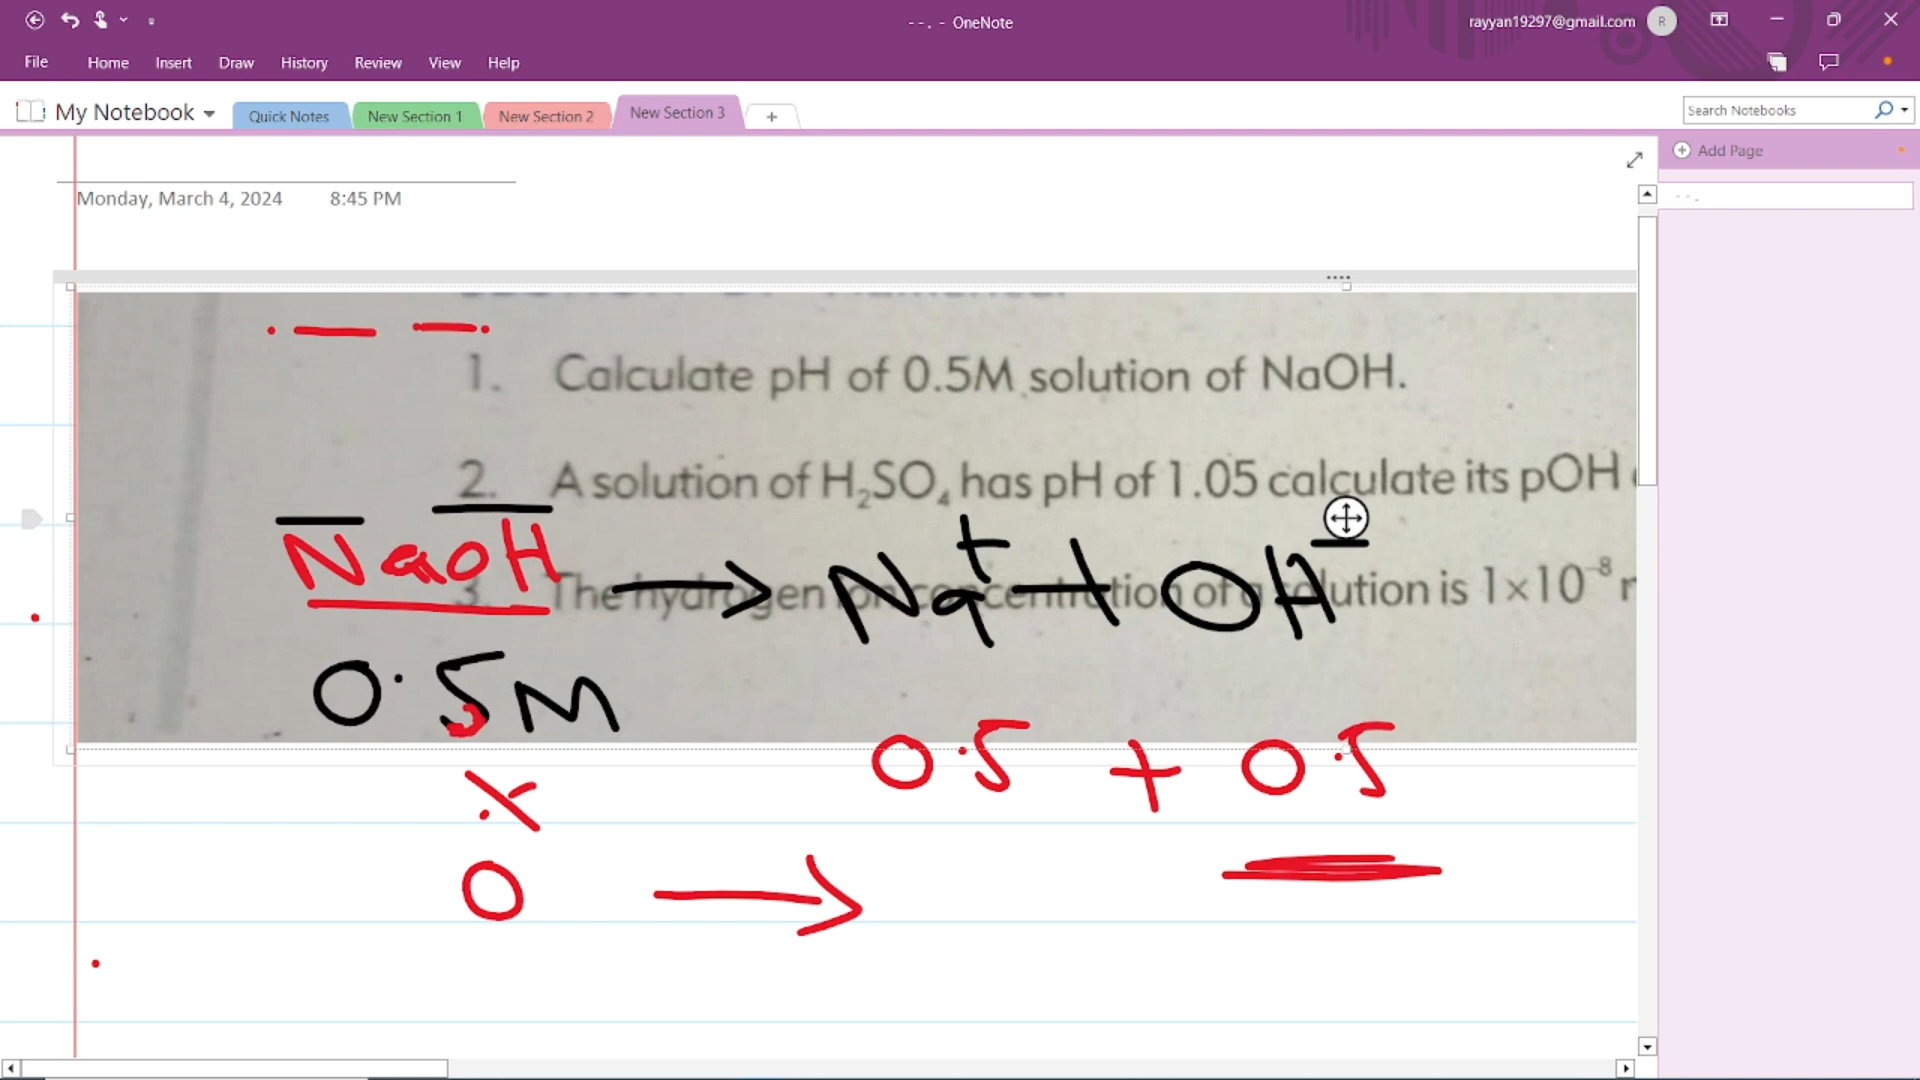 --. - OneNote
rayyan19297@gmail.com
R
File Home Insert Draw History Review View Help
My Notebook
Quick Notes
New Section 1
New Section 2
New Section 3
+
Search Notebooks
Add Page
--.
Monday, March 4, 2024 8:45 PM
1. Calculate pH of 0.5M solution of NaOH.
2. A solution of H₂SO₄ has pH of 1.05 calculate its pOH
NaOH → Na⁺ + OH⁻
3. The hydrogen ion concentration of a solution is 1×10⁻⁸
0.5M
0.5 + 0.5
0 →